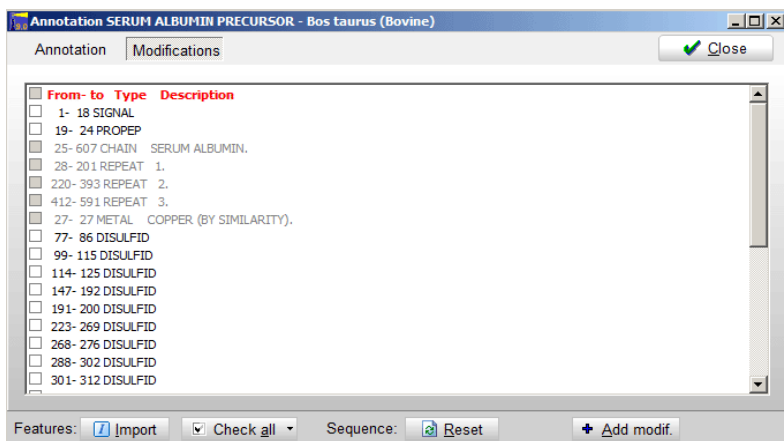 Annotation SERUM ALBUMIN PRECURSOR - Bos taurus (Bovine)
Annotation Modifications Close
From- to Type Description
1- 18 SIGNAL
19- 24 PROPEP
25- 607 CHAIN SERUM ALBUMIN.
28- 201 REPEAT 1.
220- 393 REPEAT 2.
412- 591 REPEAT 3.
27- 27 METAL COPPER (BY SIMILARITY).
77- 86 DISULFID
99- 115 DISULFID
114- 125 DISULFID
147- 192 DISULFID
191- 200 DISULFID
223- 269 DISULFID
268- 276 DISULFID
288- 302 DISULFID
301- 312 DISULFID
Features: Import Check all Sequence: Reset Add modif.